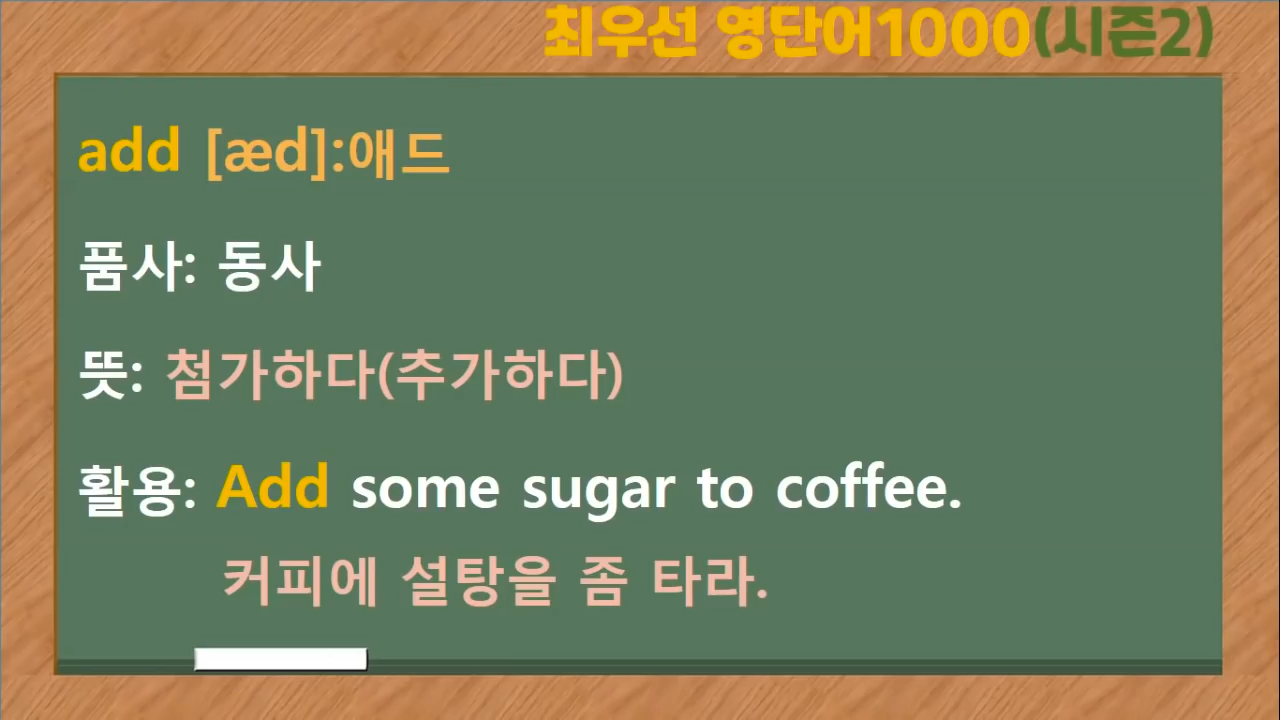 최우선 영단어1000(시즌2)
add [æd]:애드
품사: 동사
뜻: 첨가하다(추가하다)
활용: Add some sugar to coffee.
커피에 설탕을 좀 타라.